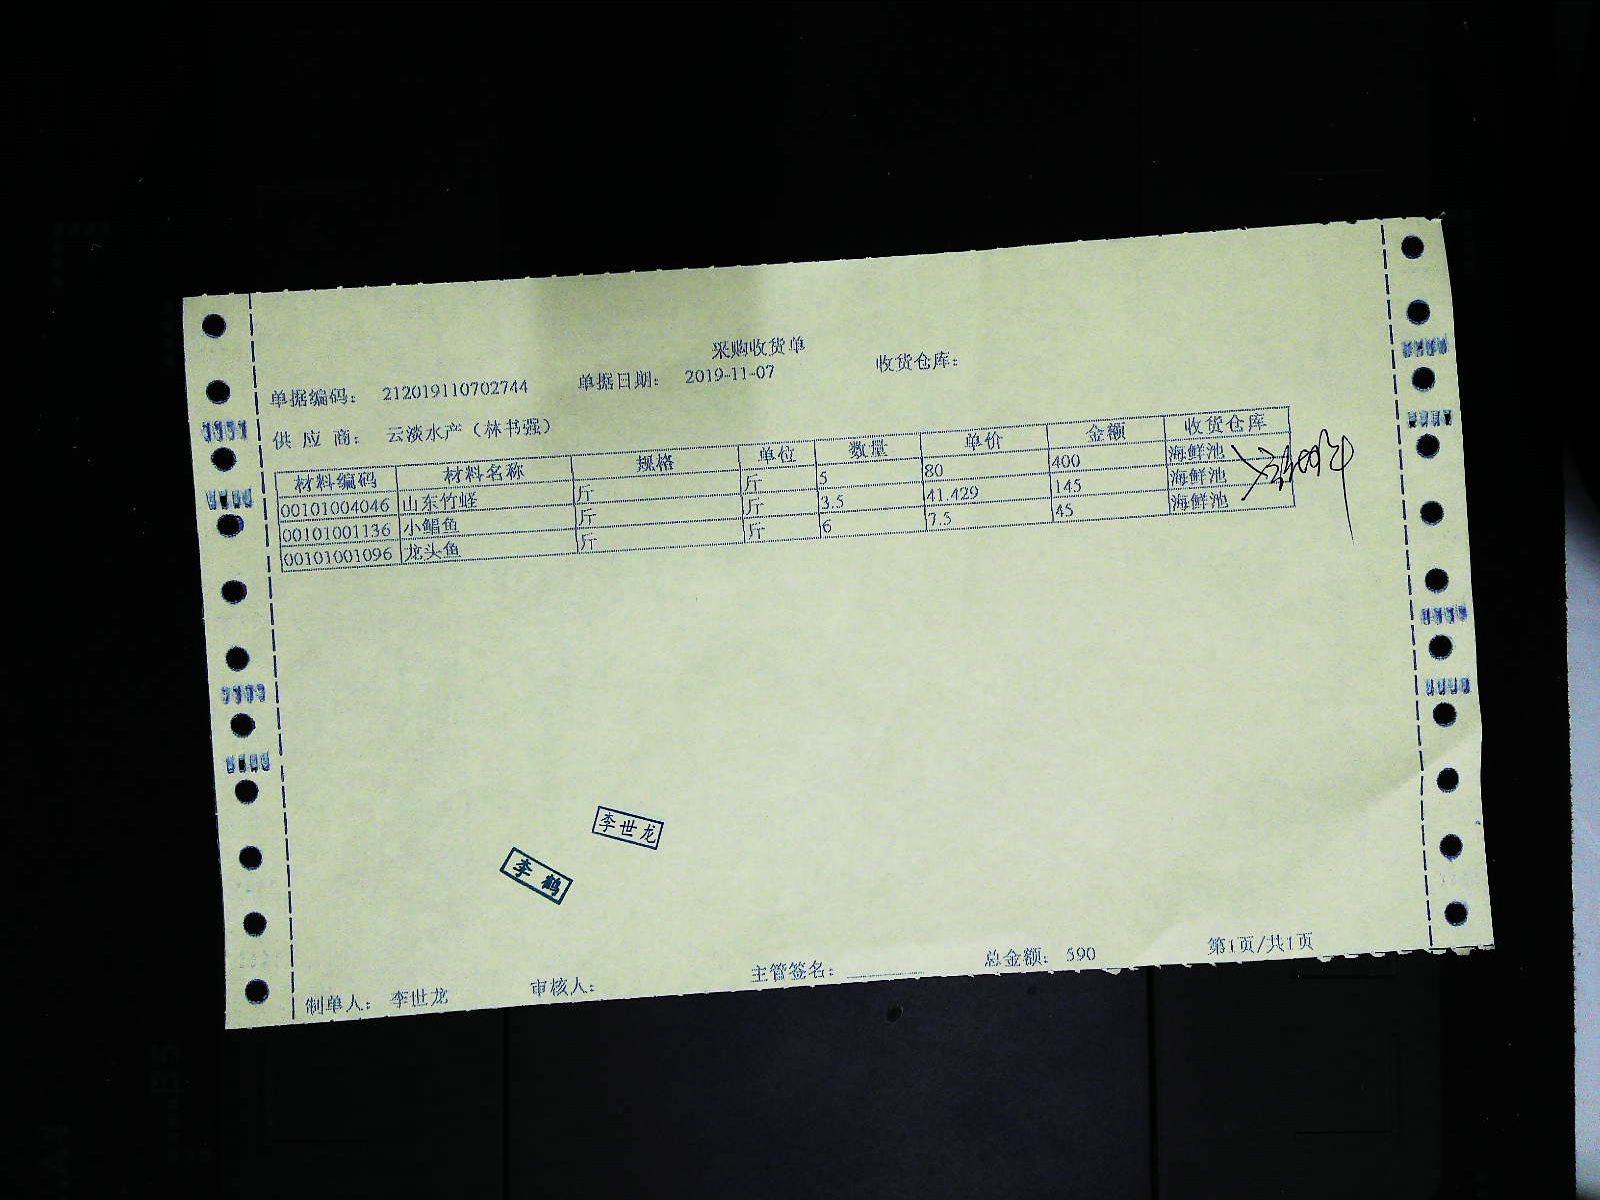 采购收货单
单据编码: 212019110702744 单据日期: 2019-11-07 收货仓库:
供应商: 云淡水产(林书强)
材料编码 材料名称 规格 单位 数量 单价 金额 收货仓库
00101004046 山东竹蛏 斤 斤 5 80 400 海鲜池
00101001136 小鲳鱼 斤 斤 3.5 41.429 145 海鲜池
00101001096 龙头鱼 斤 斤 6 7.5 45 海鲜池
李世龙
李鹤
制单人: 李世龙 审核人: 主管签名: 总金额: 590 第1页/共1页